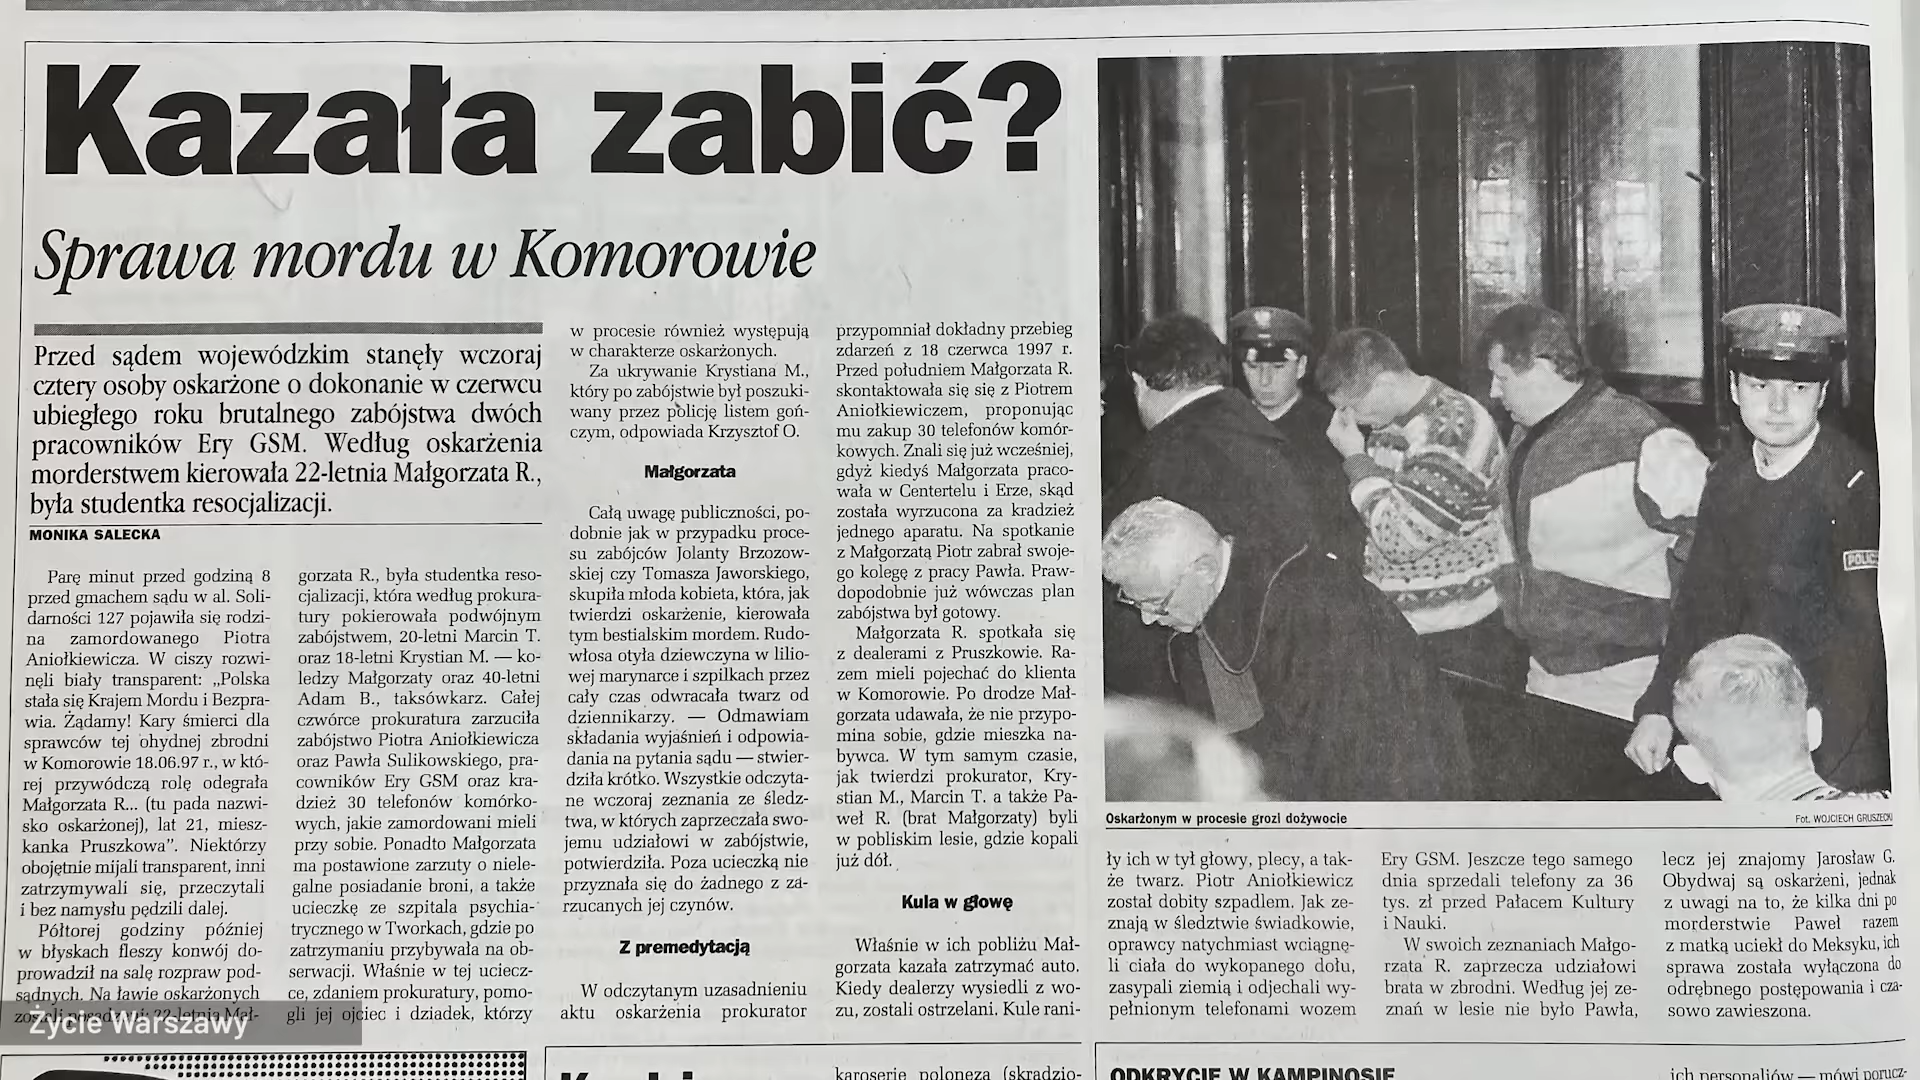 Kazała zabić?
Sprawa mordu w Komorowie
Przed sądem wojewódzkim stanęły wczoraj
cztery osoby oskarżone o dokonanie w czerwcu
ubiegłego roku brutalnego zabójstwa dwóch
pracowników Ery GSM. Według oskarżenia
morderstwem kierowała 22-letnia Małgorzata R.,
była studentka resocjalizacji.
MONIKA SALECKA
Parę minut przed godziną 8
przed gmachem sądu w al. Soli-
darności 127 pojawiła się rodzi-
na zamordowanego Piotra
Aniołkiewicza. W ciszy rozwi-
nęli biały transparent: „Polska
stała się Krajem Mordu i Bezpra-
wia. Żądamy! Kary śmierci dla
sprawców tej ohydnej zbrodni
w Komorowie 18.06.97 r., w któ-
rej przywódczą rolę odegrała
Małgorzata R... (tu pada nazwi-
sko oskarżonej), lat 21, miesz-
kanka Pruszkowa”. Niektórzy
obojętnie mijali transparent, inni
zatrzymywali się, przeczytali
i bez namysłu pędzili dalej.
Półtorej godziny później
w błyskach fleszy konwój do-
prowadził na salę rozpraw pod-
sądnych. Na ławie oskarżonych
zostali posadzeni: 22-letnia Mał-
gorzata R., była studentka reso-
cjalizacji, która według prokura-
tury pokierowała podwójnym
zabójstwem, 20-letni Marcin T.
oraz 18-letni Krystian M. — ko-
ledzy Małgorzaty oraz 40-letni
Adam B., taksówkarz. Całej
czwórce prokuratura zarzuciła
zabójstwo Piotra Aniołkiewicza
oraz Pawła Sulikowskiego, pra-
cowników Ery GSM oraz kra-
dzież 30 telefonów komórko-
wych, jakie zamordowani mieli
przy sobie. Ponadto Małgorzata
ma postawione zarzuty o niele-
galne posiadanie broni, a także
ucieczkę ze szpitala psychia-
trycznego w Tworkach, gdzie po
zatrzymaniu przybywała na ob-
serwacji. Właśnie w tej uciecz-
ce, zdaniem prokuratury, pomo-
gli jej ojciec i dziadek, którzy
w procesie również występują
w charakterze oskarżonych.
Za ukrywanie Krystiana M.,
który po zabójstwie był poszuki-
wany przez policję listem goń-
czym, odpowiada Krzysztof O.
Małgorzata
Całą uwagę publiczności, po-
dobnie jak w przypadku proce-
su zabójców Jolanty Brzozow-
skiej czy Tomasza Jaworskiego,
skupiła młoda kobieta, która, jak
twierdzi oskarżenie, kierowała
tym bestialskim mordem. Rudo-
włosa otyła dziewczyna w lilio-
wej marynarce i szpilkach przez
cały czas odwracała twarz od
dziennikarzy. — Odmawiam
składania wyjaśnień i odpowia-
dania na pytania sądu — stwier-
dziła krótko. Wszystkie odczyta-
ne wczoraj zeznania ze śledz-
twa, w których zaprzeczała swo-
jemu udziałowi w zabójstwie,
potwierdziła. Poza ucieczką nie
przyznała się do żadnego z za-
rzucanych jej czynów.
Z premedytacją
W odczytanym uzasadnieniu
aktu oskarżenia prokurator
przypomniał dokładny przebieg
zdarzeń z 18 czerwca 1997 r.
Przed południem Małgorzata R.
skontaktowała się się z Piotrem
Aniołkiewiczem, proponując
mu zakup 30 telefonów komór-
kowych. Znali się już wcześniej,
gdyż kiedyś Małgorzata praco-
wała w Centertelu i Erze, skąd
została wyrzucona za kradzież
jednego aparatu. Na spotkanie
z Małgorzatą Piotr zabrał swoje-
go kolegę z pracy Pawła. Praw-
dopodobnie już wówczas plan
zabójstwa był gotowy.
Małgorzata R. spotkała się
z dealerami z Pruszkowie. Ra-
zem mieli pojechać do klienta
w Komorowie. Po drodze Mał-
gorzata udawała, że nie przypo-
mina sobie, gdzie mieszka na-
bywca. W tym samym czasie,
jak twierdzi prokurator, Kry-
stian M., Marcin T. a także Pa-
weł R. (brat Małgorzaty) byli
w pobliskim lesie, gdzie kopali
już dół.
Kula w głowę
Właśnie w ich pobliżu Mał-
gorzata kazała zatrzymać auto.
Kiedy dealerzy wysiedli z wo-
zu, zostali ostrzelani. Kule rani-
POLIC
Oskarżonym w procesie grozi dożywocie
Fot. WOJCIECH GRUSZECKI
ły ich w tył głowy, plecy, a tak-
że twarz. Piotr Aniołkiewicz
został dobity szpadlem. Jak ze-
znają w śledztwie świadkowie,
oprawcy natychmiast wciągnę-
li ciała do wykopanego dołu,
zasypali ziemią i odjechali wy-
pełnionym telefonami wozem
Ery GSM. Jeszcze tego samego
dnia sprzedali telefony za 36
tys. zł przed Pałacem Kultury
i Nauki.
W swoich zeznaniach Małgo-
rzata R. zaprzecza udziałowi
brata w zbrodni. Według jej ze-
znań w lesie nie było Pawła,
lecz jej znajomy Jarosław G.
Obydwaj są oskarżeni, jednak
z uwagi na to, że kilka dni po
morderstwie Paweł razem
z matką uciekł do Meksyku, ich
sprawa została wyłączona do
odrębnego postępowania i cza-
sowo zawieszona.
Życie Warszawy
karoserię poloneza (skradzio-
ODKRYCIE W KAMPINOSIE
ich personaliów — mówi porucz-